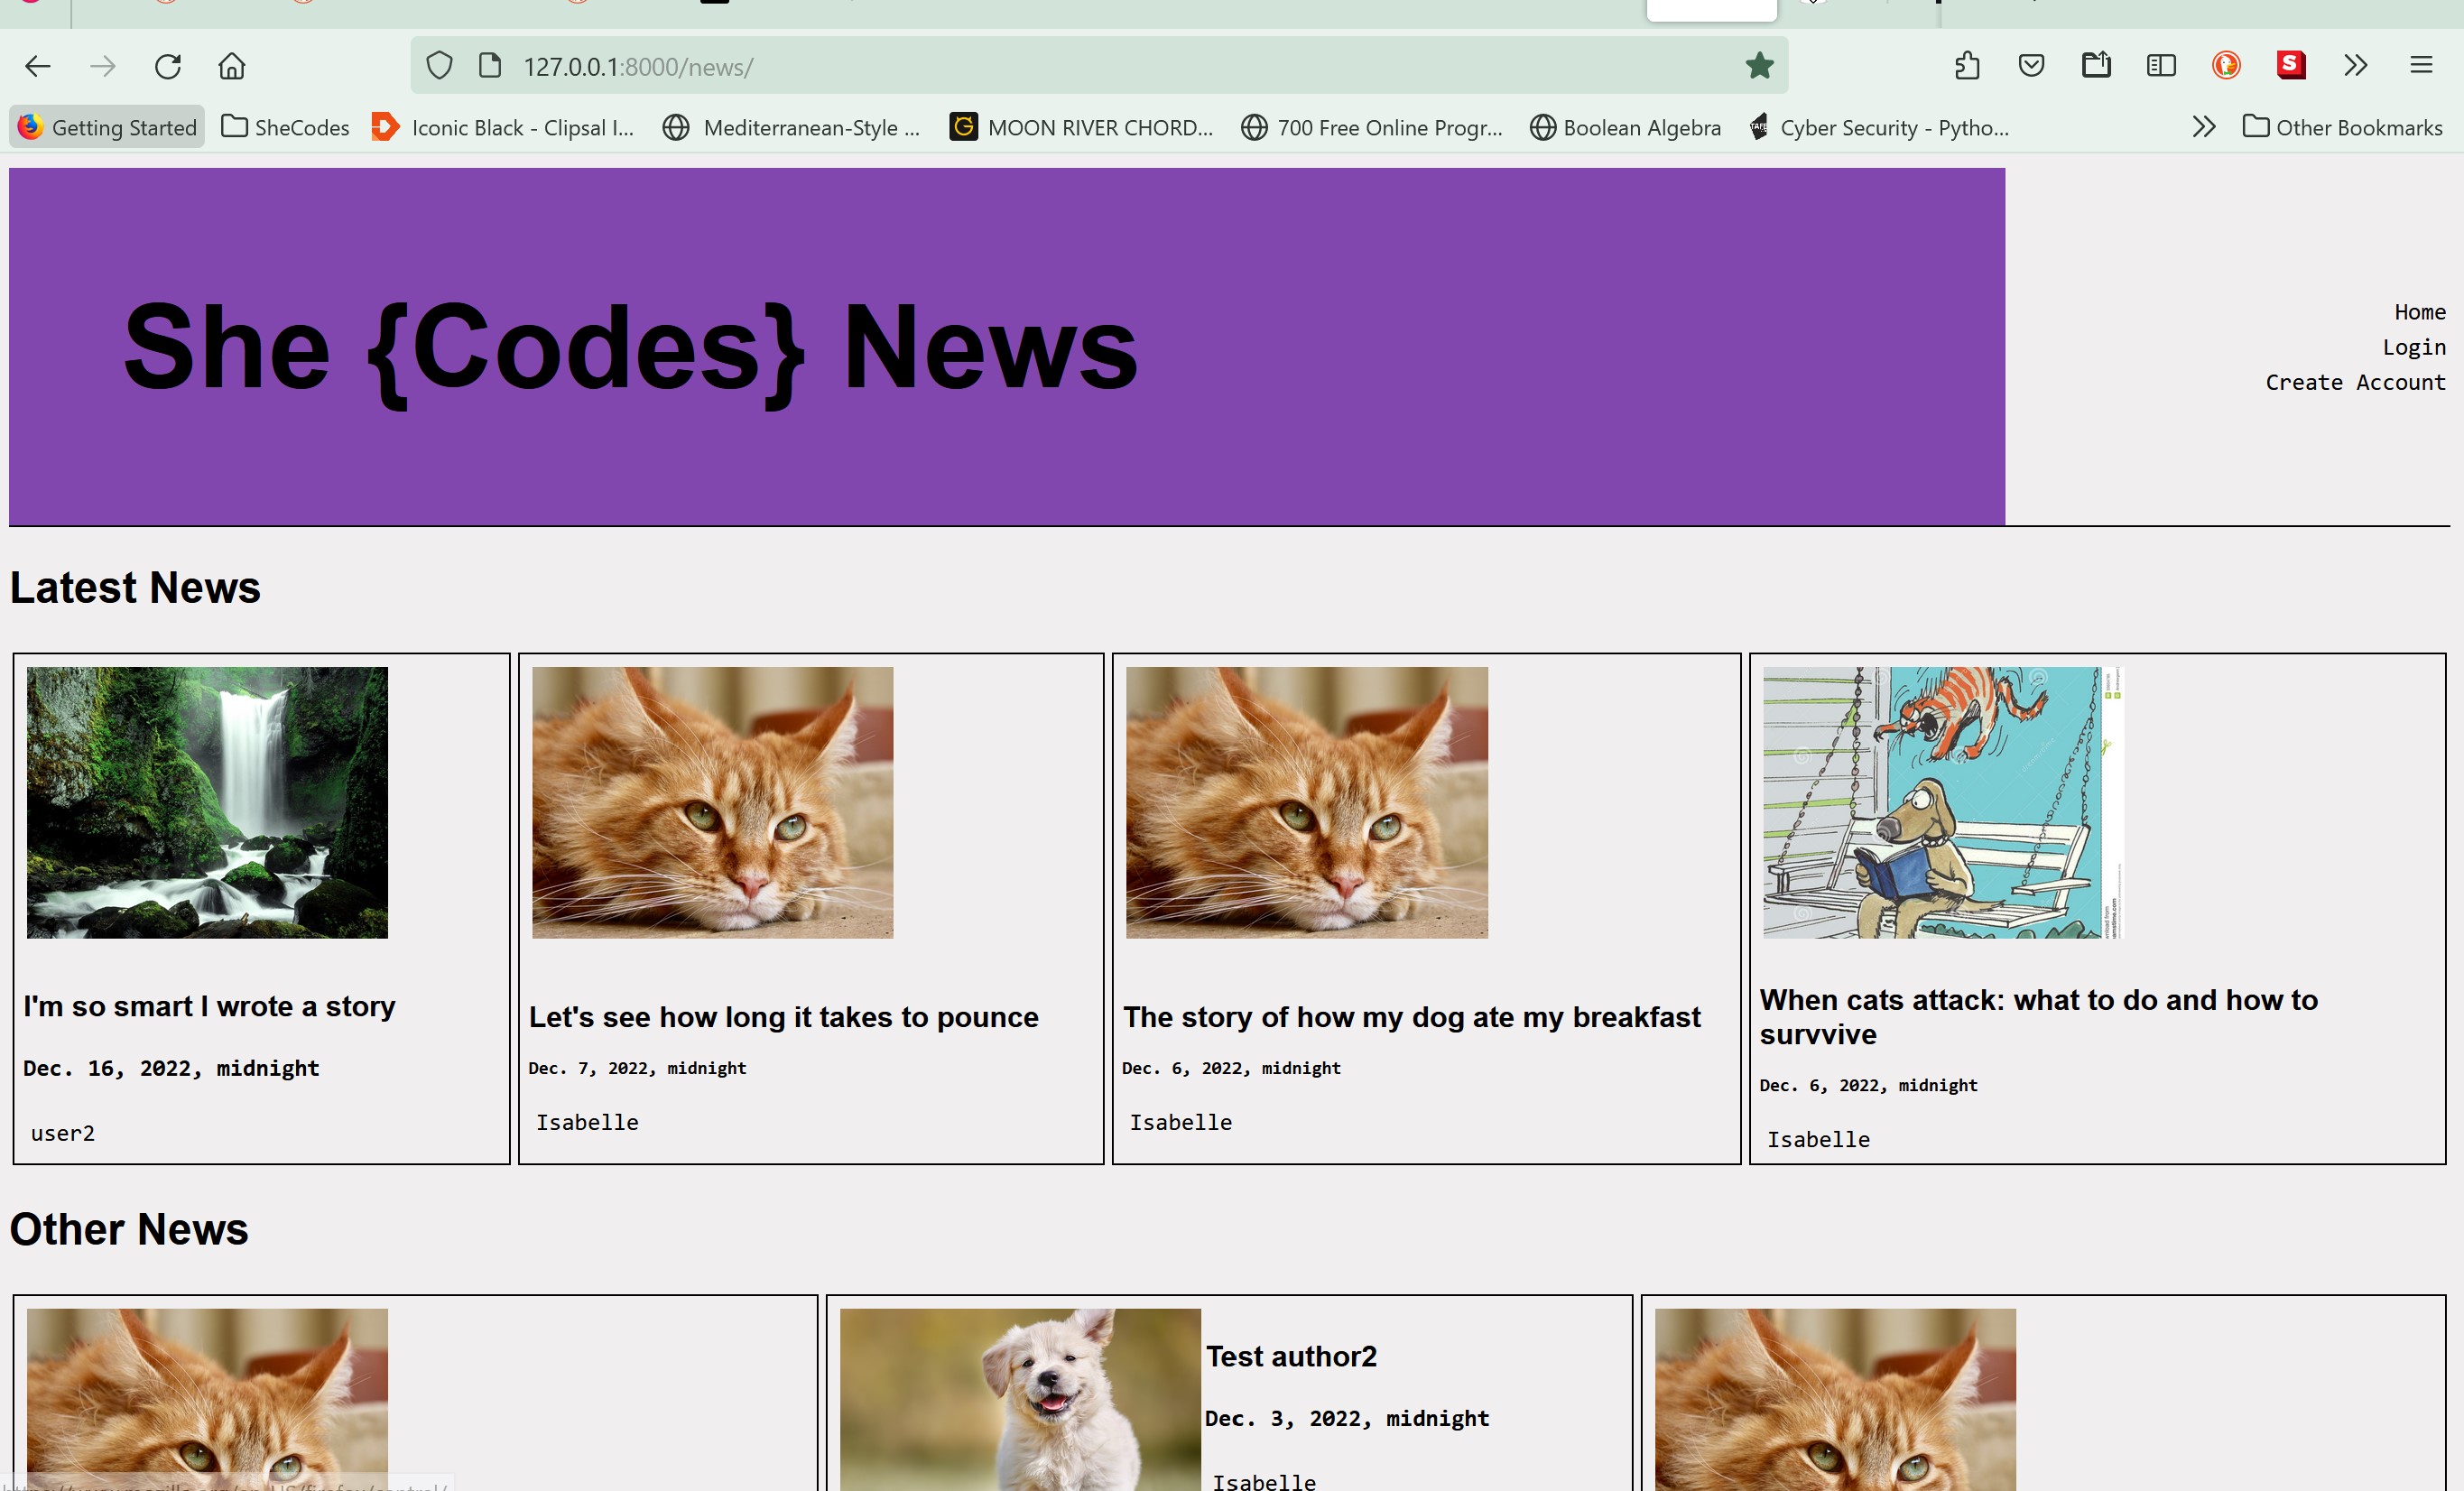 127.0.0.1:8000/news/
Getting Started
SheCodes
Iconic Black - Clipsal I...
Mediterranean-Style ...
MOON RIVER CHORD...
700 Free Online Progr...
Boolean Algebra
Cyber Security - Pytho...
Other Bookmarks
She {Codes} News
Home
Login
Create Account
Latest News
I'm so smart I wrote a story
Dec. 16, 2022, midnight
user2
Let's see how long it takes to pounce
Dec. 7, 2022, midnight
Isabelle
The story of how my dog ate my breakfast
Dec. 6, 2022, midnight
Isabelle
When cats attack: what to do and how to
survvive
Dec. 6, 2022, midnight
Isabelle
Other News
Test author2
Dec. 3, 2022, midnight
Isabelle